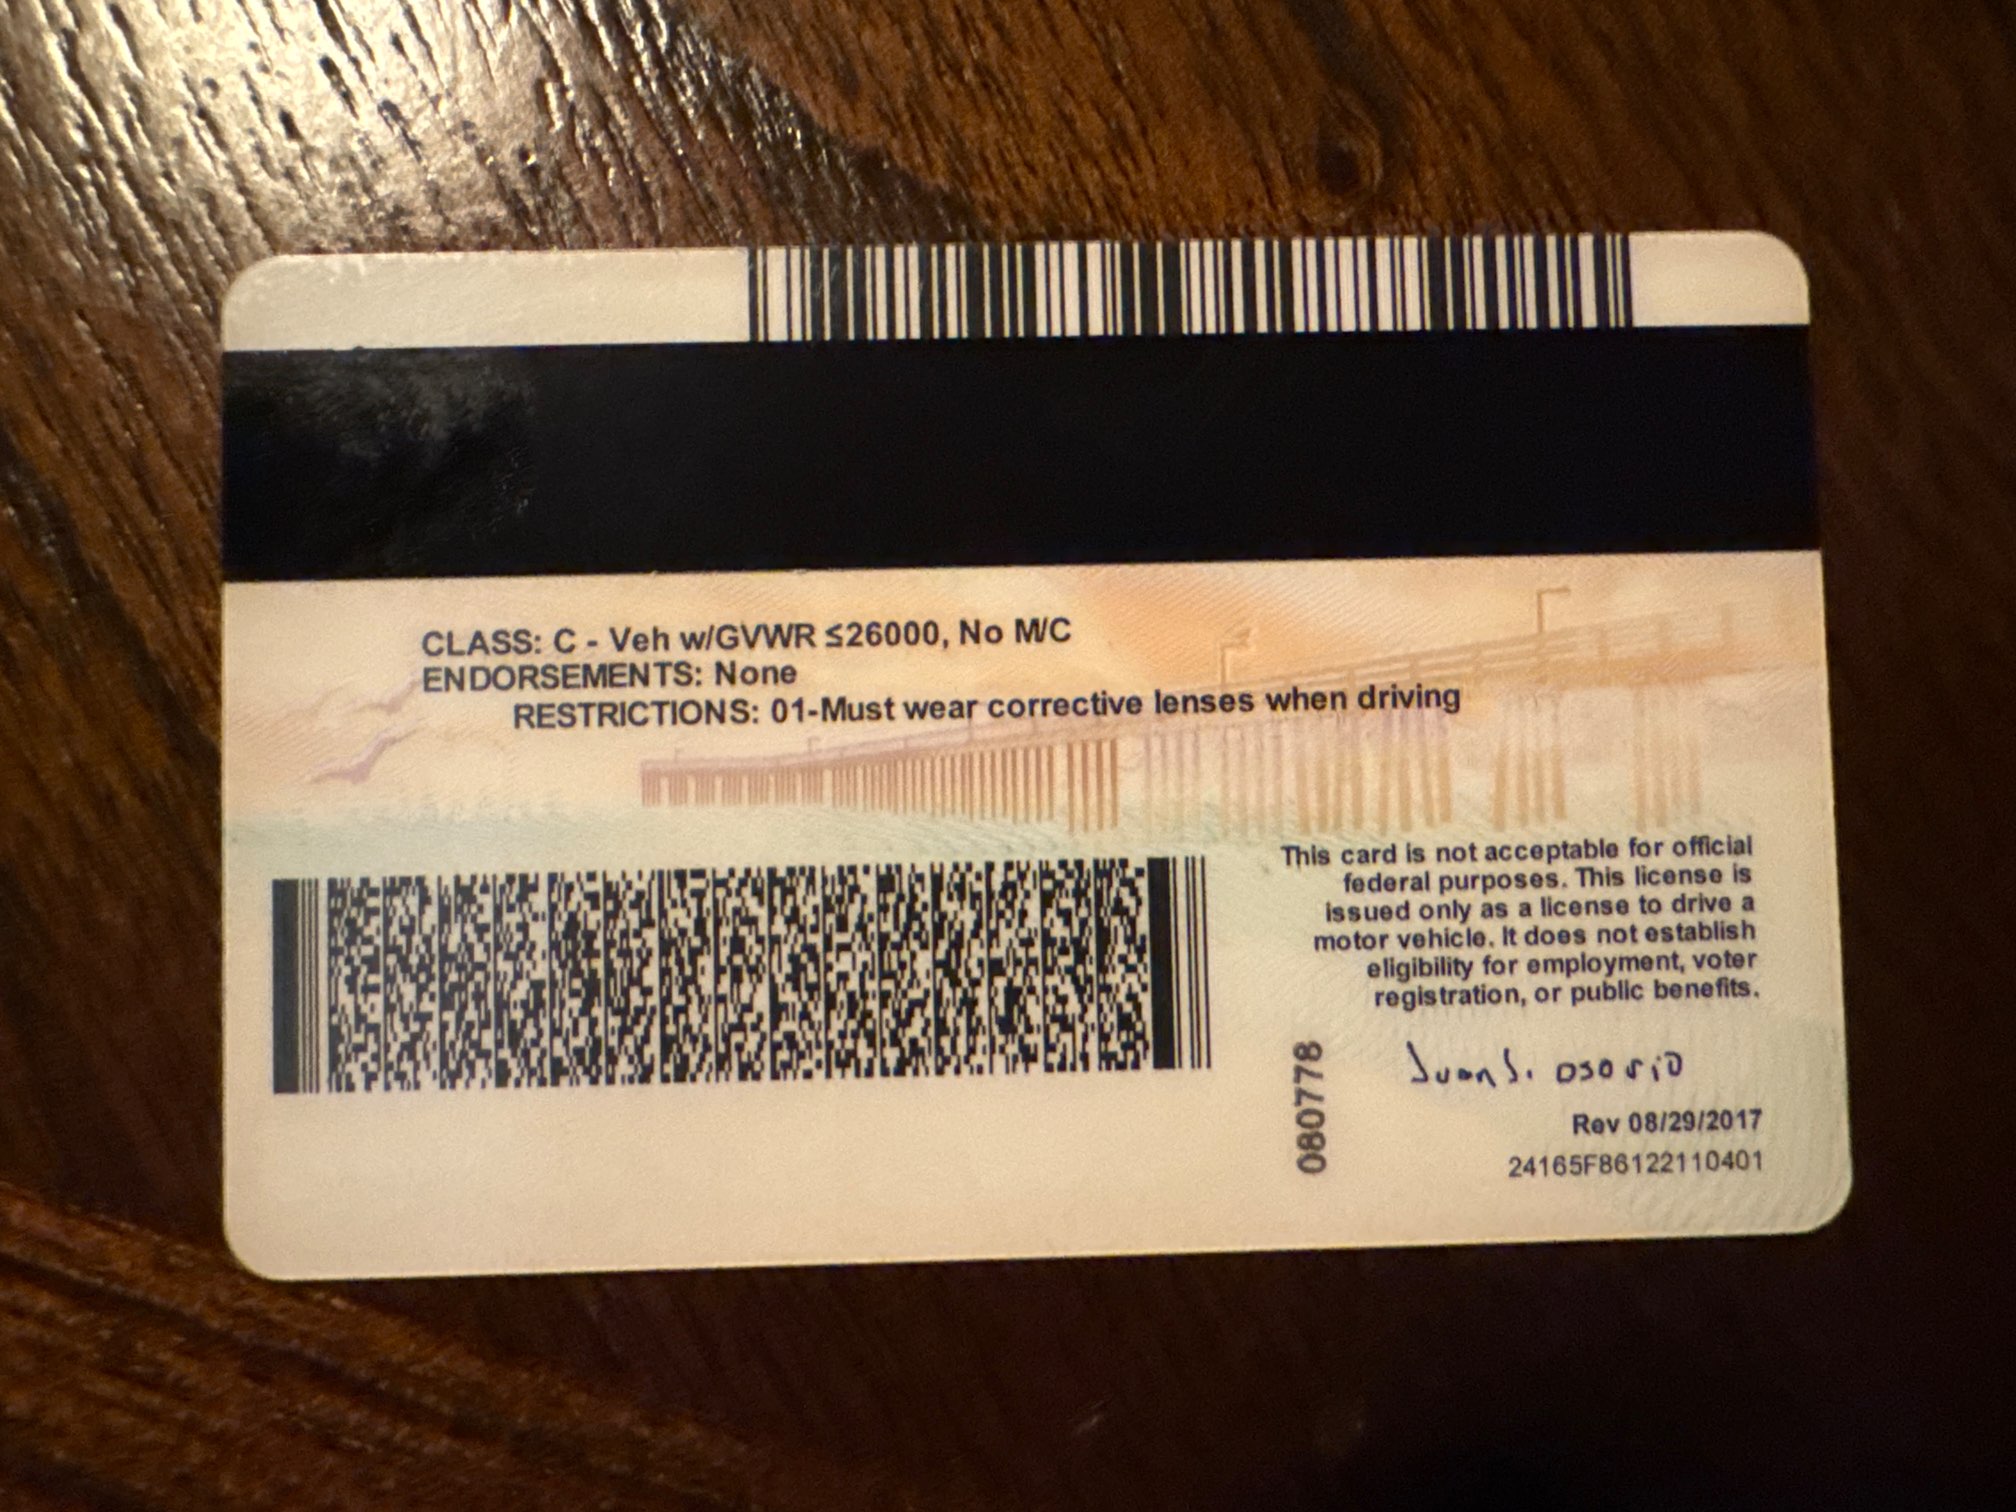 CLASS: C - Veh w/GVWR ≤26000, No M/C
ENDORSEMENTS: None
RESTRICTIONS: 01-Must wear corrective lenses when driving
This card is not acceptable for official
federal purposes. This license is
issued only as a license to drive a
motor vehicle. It does not establish
eligibility for employment, voter
registration, or public benefits.
080778
Juan J. osorio
Rev 08/29/2017
24165F86122110401